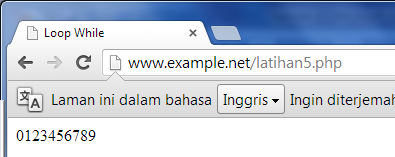 Loop While
www.example.net/latihan5.php
Laman ini dalam bahasa Inggris Ingin diterjemah
0123456789